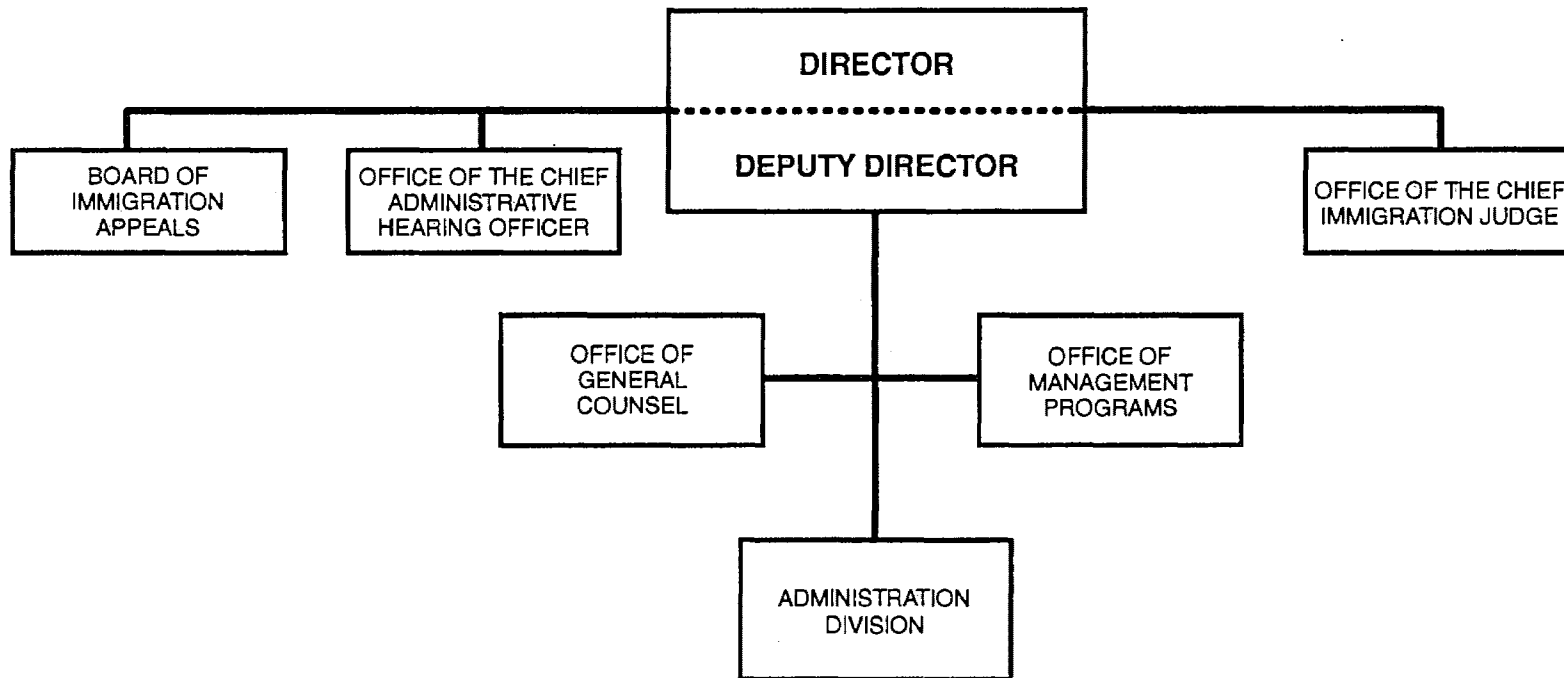 DIRECTOR
DEPUTY DIRECTOR
BOARD OF
IMMIGRATION
APPEALS
OFFICE OF THE CHIEF
ADMINISTRATIVE
HEARING OFFICER
OFFICE OF THE CHIEF
IMMIGRATION JUDGE
OFFICE OF
GENERAL
COUNSEL
OFFICE OF
MANAGEMENT
PROGRAMS
ADMINISTRATION
DIVISION